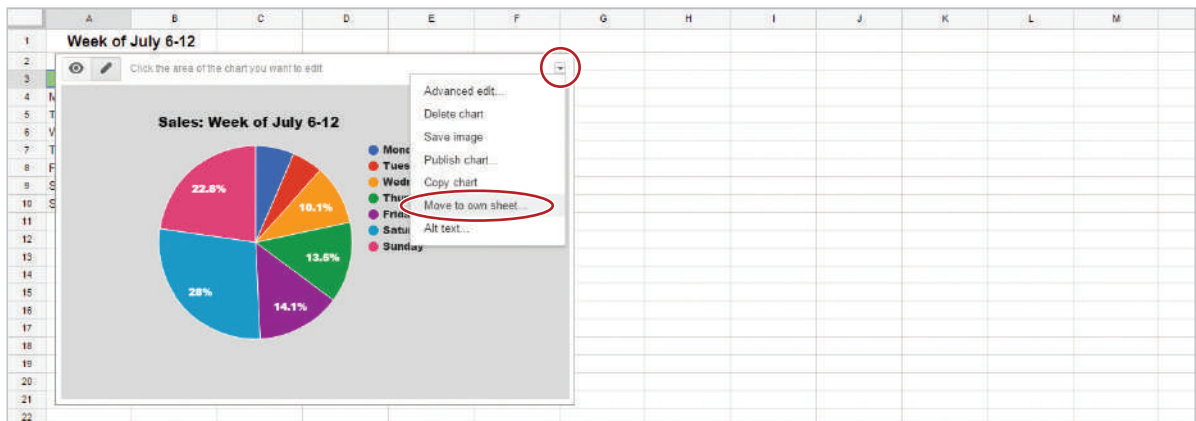 A B C D E F G H I J K L M
1 Week of July 6-12
2 Click the area of the chart you want to edit
3
4 M
5 T
6 W
7 T
8 F
9 S
10 S
11
12
13
14
15
16
17
18
19
20
21
22
Sales: Week of July 6-12
22.8%
10.1%
13.5%
14.1%
28%
Sunday
Advanced edit...
Delete chart
Save image
Publish chart...
Copy chart
Move to own sheet...
Alt text...